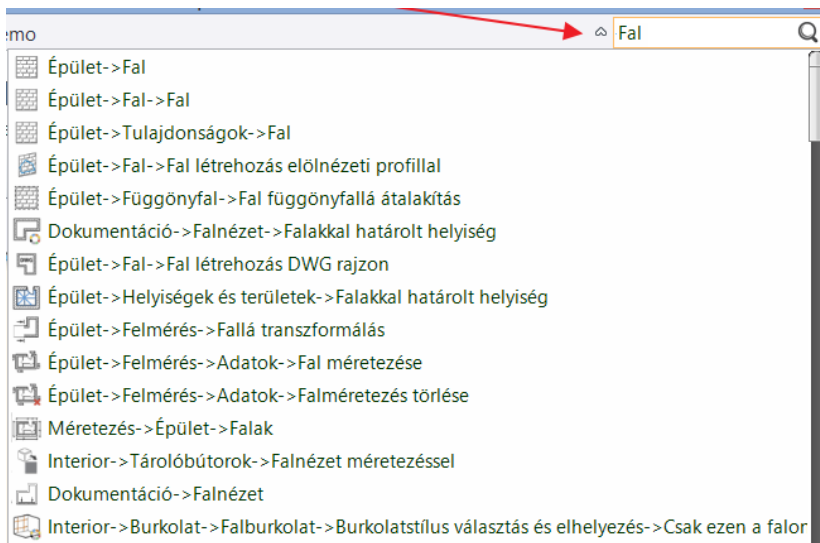 emo
Fal
Épület->Fal
Épület->Fal->Fal
Épület->Tulajdonságok->Fal
Épület->Fal->Fal létrehozás elölnézeti profillal
Épület->Függönyfal->Fal függönyfallá átalakítás
Dokumentáció->Falnézet->Falakkal határolt helyiség
Épület->Fal->Fal létrehozás DWG rajzon
Épület->Helyiségek és területek->Falakkal határolt helyiség
Épület->Felmérés->Fallá transzformálás
Épület->Felmérés->Adatok->Fal méretezése
Épület->Felmérés->Adatok->Falméretezés törlése
Méretezés->Épület->Falak
Interior->Tárolóbútorok->Falnézet méretezéssel
Dokumentáció->Falnézet
Interior->Burkolat->Falburkolat->Burkolatstílus választás és elhelyezés->Csak ezen a falor